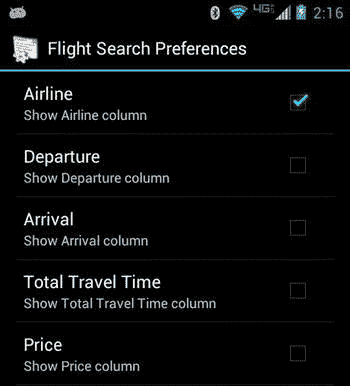 4G 2:16
Flight Search Preferences
Airline
Show Airline column
Departure
Show Departure column
Arrival
Show Arrival column
Total Travel Time
Show Total Travel Time column
Price
Show Price column